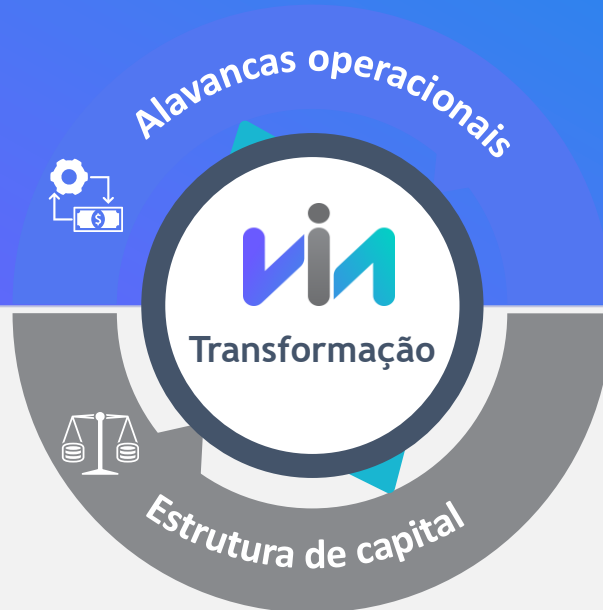 Alavancas operacionais
$
via
Transformação
Estrutura de capital